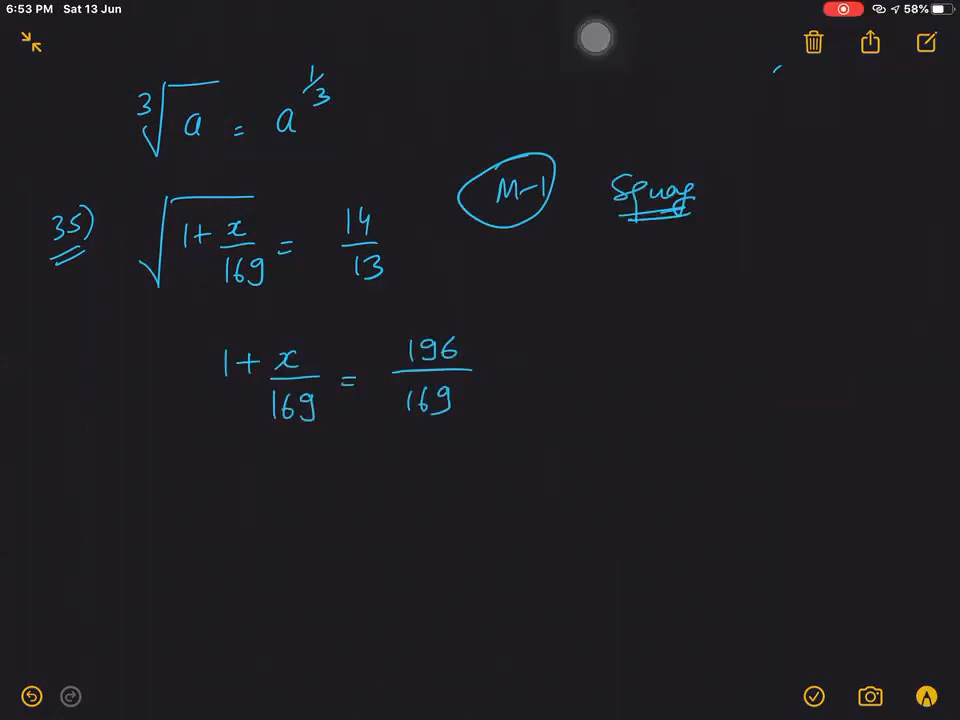 6:53 PM Sat 13 Jun 58%
∛a = a^(1/3)
M-1
35) √(1 + x/169) = 14/13
1 + x/169 = 196/169